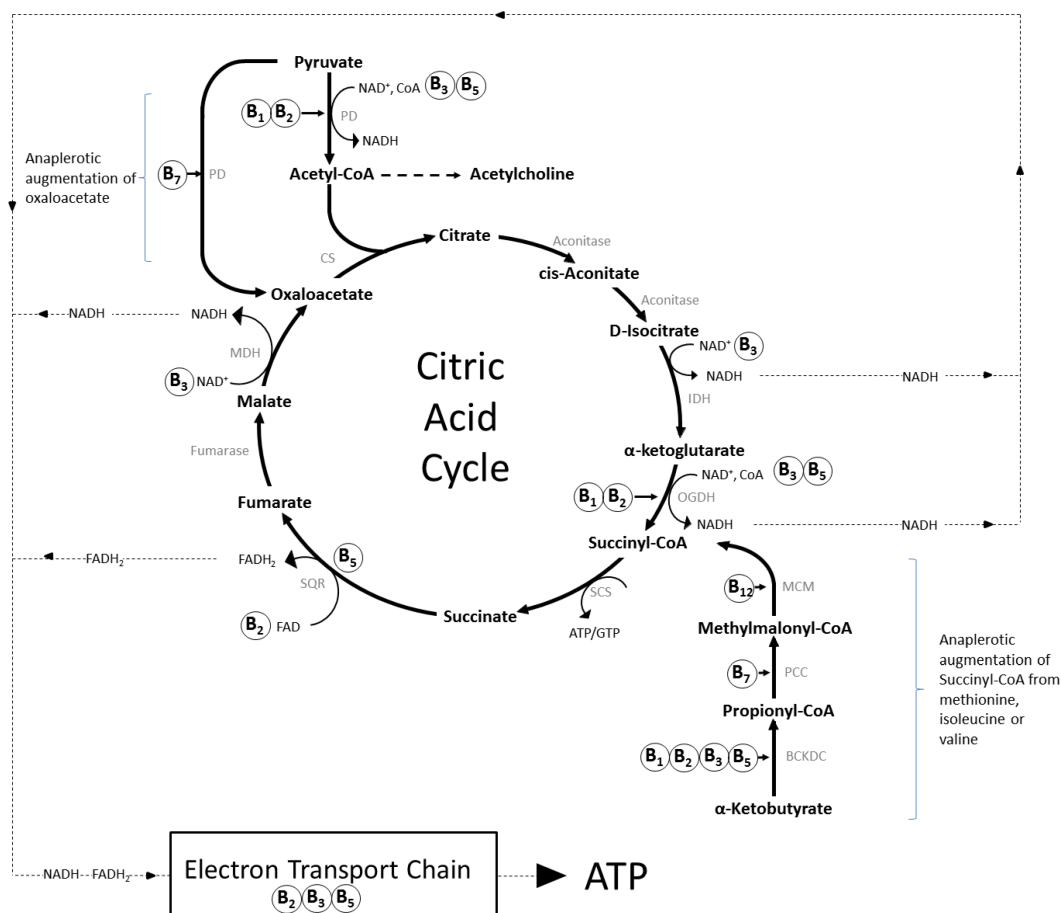 Pyruvate
NAD⁺, CoA B₃ B₅
B₁ B₂
PD
NADH
Anaplerotic
augmentation of
oxaloacetate
B₇
PD
Acetyl-CoA
Acetylcholine
Citrate
Aconitase
CS
cis-Aconitate
Oxaloacetate
Aconitase
NADH
NADH
D-Isocitrate
MDH
NAD⁺ B₃
B₃ NAD⁺
NADH
NADH
Malate
IDH
Citric
Acid
Cycle
Fumarase
α-ketoglutarate
NAD⁺, CoA B₃ B₅
B₁ B₂
OGDH
Fumarate
NADH
NADH
Succinyl-CoA
FADH₂
FADH₂
B₅
SQR
SCS
B₂ FAD
Succinate
ATP/GTP
B₁₂
MCM
Methylmalonyl-CoA
B₇
PCC
Propionyl-CoA
B₁ B₂ B₃ B₅
BCKDC
α-Ketobutyrate
Anaplerotic
augmentation of
Succinyl-CoA from
methionine,
isoleucine or
valine
NADH FADH₂
Electron Transport Chain
B₂ B₃ B₅
ATP